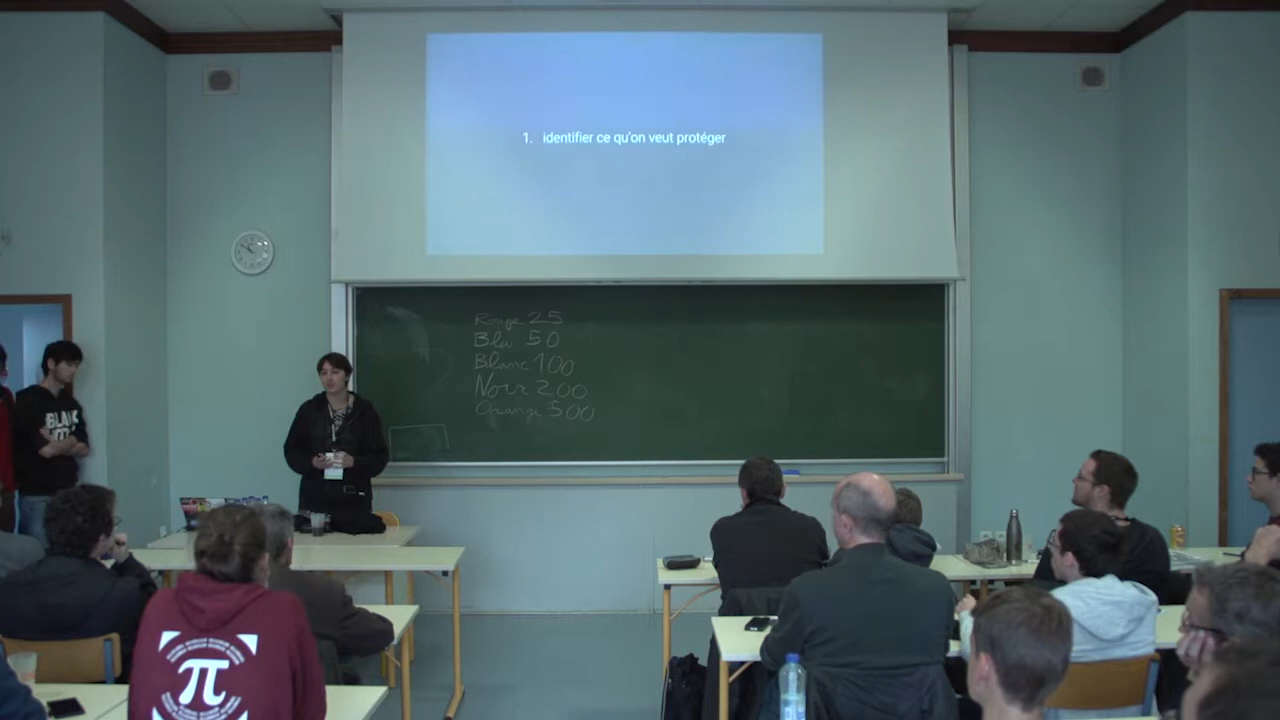 1. identifier ce qu'on veut protéger
Rouge 25
Bleu 50
Blanc 100
Noir 200
Orange 500
π